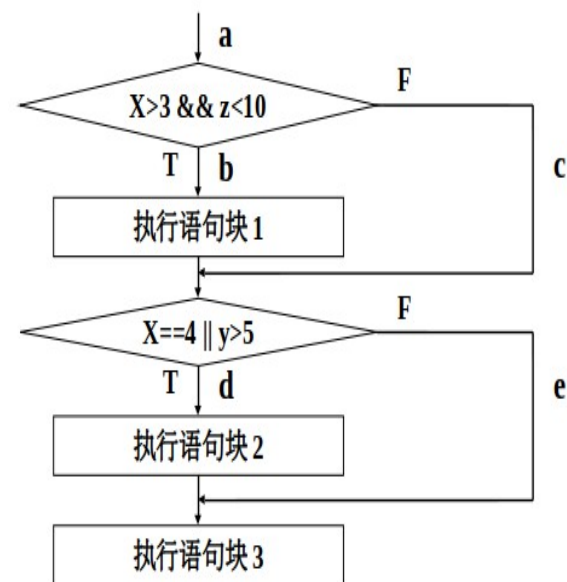 a
F
X>3 && z<10
T b
c
执行语句块1
F
X==4 || y>5
T d
e
执行语句块2
执行语句块3